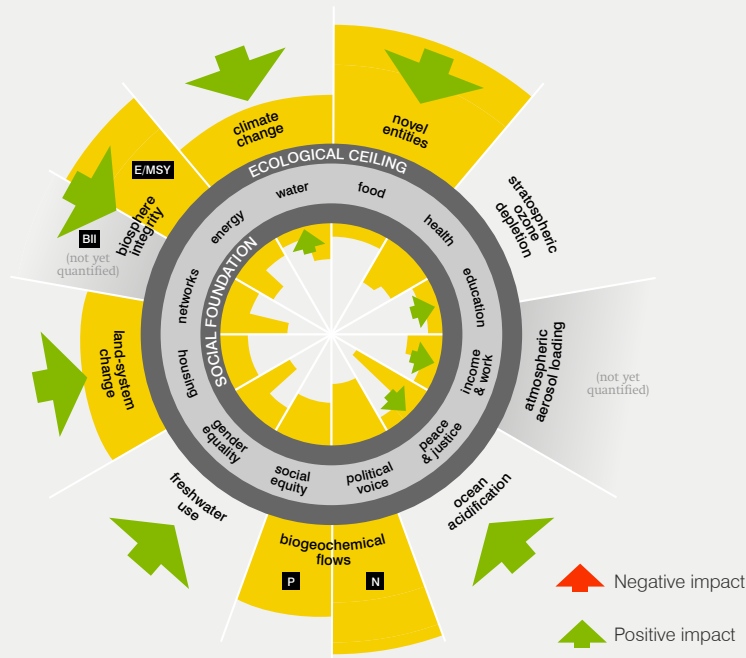 climate
change
novel
entities
stratospheric
ozone
depletion
atmospheric
aerosol loading
(not yet
quantified)
ocean
acidification
biogeochemical
flows
P
N
freshwater
use
land-system
change
biosphere
integrity
E/MSY
BII
(not yet
quantified)
ECOLOGICAL CEILING
SOCIAL FOUNDATION
water
food
health
education
income
& work
peace
& justice
political
voice
social
equity
gender
equality
housing
networks
energy
Negative impact
Positive impact